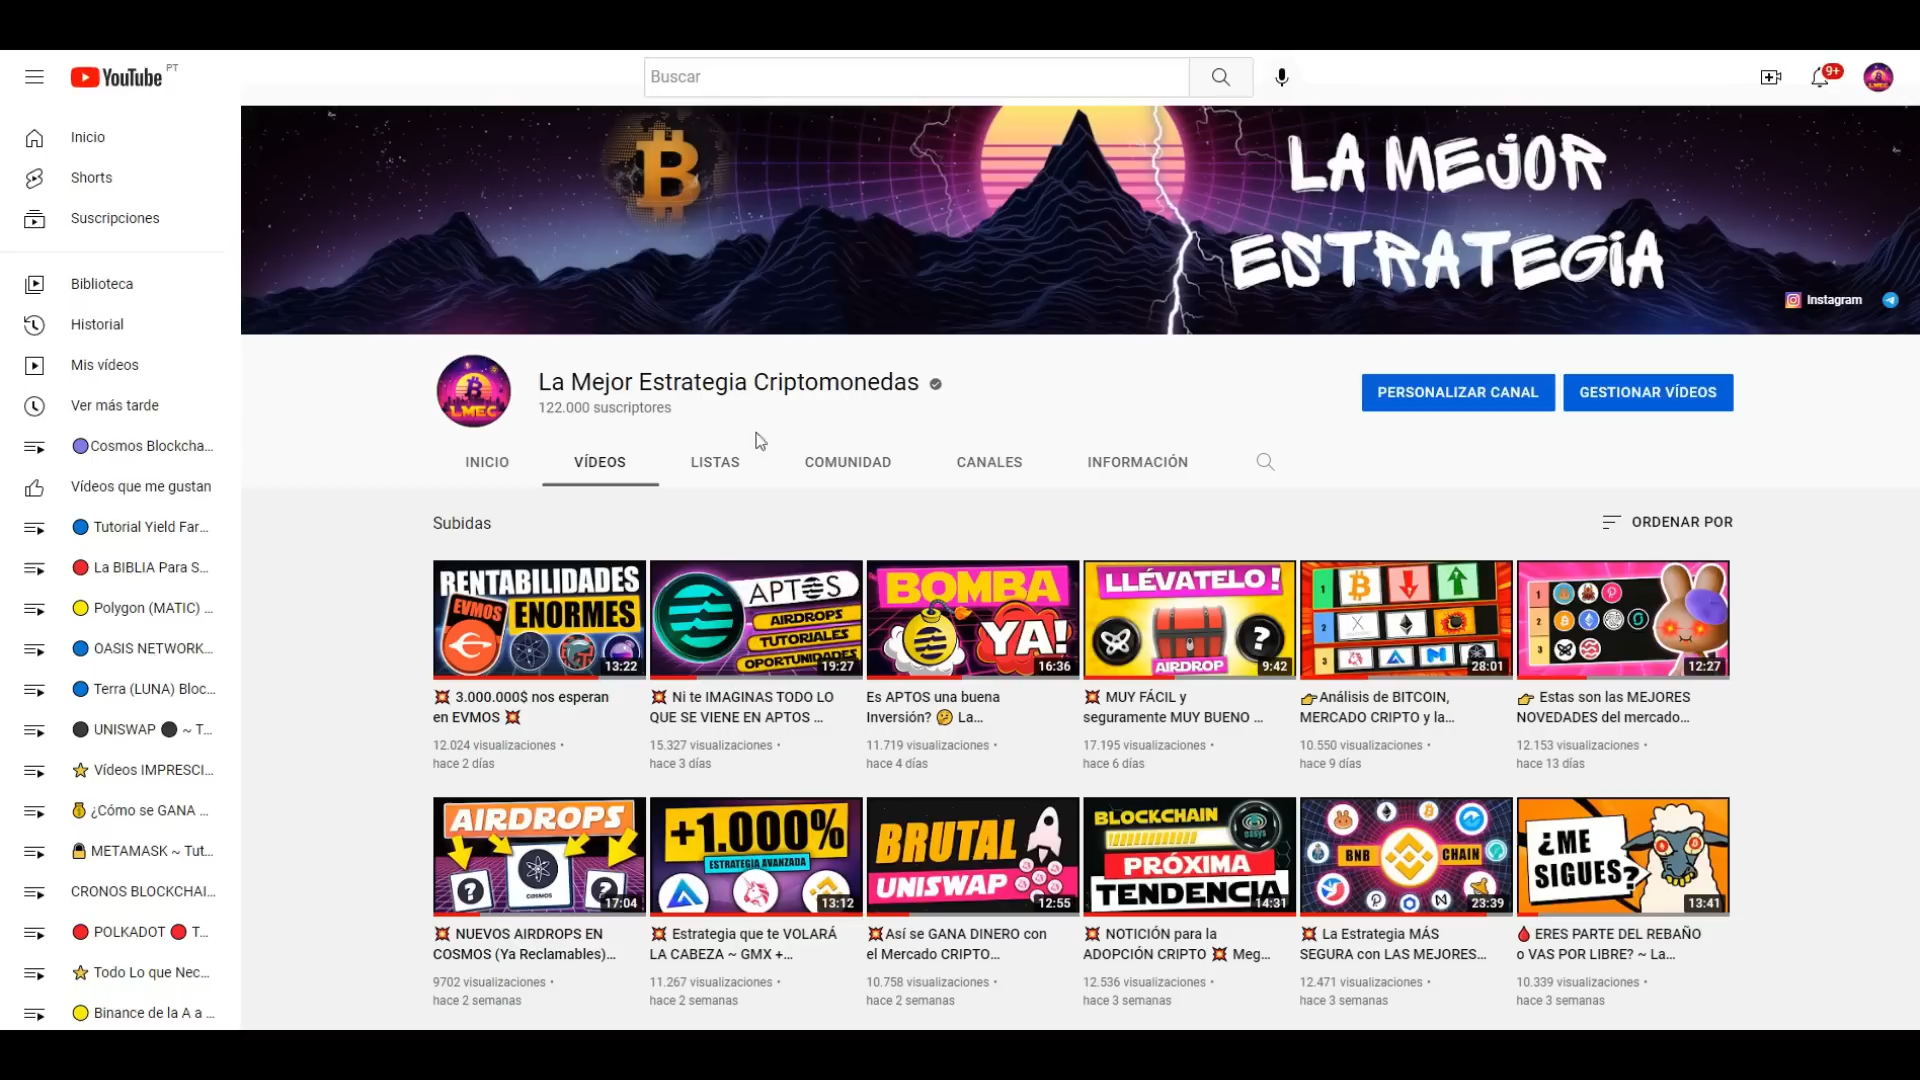 YouTube PT
Buscar
9+
Inicio
Shorts
Suscripciones
Biblioteca
Historial
Mis vídeos
Ver más tarde
Cosmos Blockcha...
Vídeos que me gustan
Tutorial Yield Far...
La BIBLIA Para S...
Polygon (MATIC) ...
OASIS NETWORK...
Terra (LUNA) Bloc...
UNISWAP ⚫ ~ T...
Vídeos IMPRESCI...
¿Cómo se GANA ...
METAMASK ~ Tut...
CRONOS BLOCKCHAI...
POLKADOT 🔴 T...
Todo Lo que Nec...
Binance de la A a ...
LA MEJOR
ESTRATEGIA
Instagram
LMEC
La Mejor Estrategia Criptomonedas
122.000 suscriptores
PERSONALIZAR CANAL
GESTIONAR VÍDEOS
INICIO
VÍDEOS
LISTAS
COMUNIDAD
CANALES
INFORMACIÓN
Subidas
ORDENAR POR
RENTABILIDADES
EVMOS ENORMES
13:22
💥 3.000.000$ nos esperan
en EVMOS 💥
12.024 visualizaciones •
hace 2 días
APTOS
AIRDROPS
TUTORIALES
OPORTUNIDADES
19:27
💥 Ni te IMAGINAS TODO LO
QUE SE VIENE EN APTOS ...
15.327 visualizaciones •
hace 3 días
BOMBA
YA!
16:36
Es APTOS una buena
Inversión? 🤔 La...
11.719 visualizaciones •
hace 4 días
LLÉVATELO!
?
AIRDROP
9:42
💥 MUY FÁCIL y
seguramente MUY BUENO ...
17.195 visualizaciones •
hace 6 días
1
2
3
28:01
👉Análisis de BITCOIN,
MERCADO CRIPTO y la...
10.550 visualizaciones •
hace 9 días
1
2
3
12:27
👉 Estas son las MEJORES
NOVEDADES del mercado...
12.153 visualizaciones •
hace 13 días
AIRDROPS
? ?
COSMOS
17:04
💥 NUEVOS AIRDROPS EN
COSMOS (Ya Reclamables)...
9702 visualizaciones •
hace 2 semanas
+1.000%
ESTRATEGIA AVANZADA
13:12
💥 Estrategia que te VOLARÁ
LA CABEZA ~ GMX +...
11.267 visualizaciones •
hace 2 semanas
BRUTAL
UNISWAP
12:55
💥Así se GANA DINERO con
el Mercado CRIPTO...
10.758 visualizaciones •
hace 2 semanas
BLOCKCHAIN
oasys
PRÓXIMA
TENDENCIA
14:31
💥 NOTICIÓN para la
ADOPCIÓN CRIPTO 💥 Meg...
12.536 visualizaciones •
hace 3 semanas
BNB CHAIN
23:39
💥 La Estrategia MÁS
SEGURA con LAS MEJORES...
12.471 visualizaciones •
hace 3 semanas
¿ME
SIGUES?
13:41
🩸 ERES PARTE DEL REBAÑO
o VAS POR LIBRE? ~ La...
10.339 visualizaciones •
hace 3 semanas